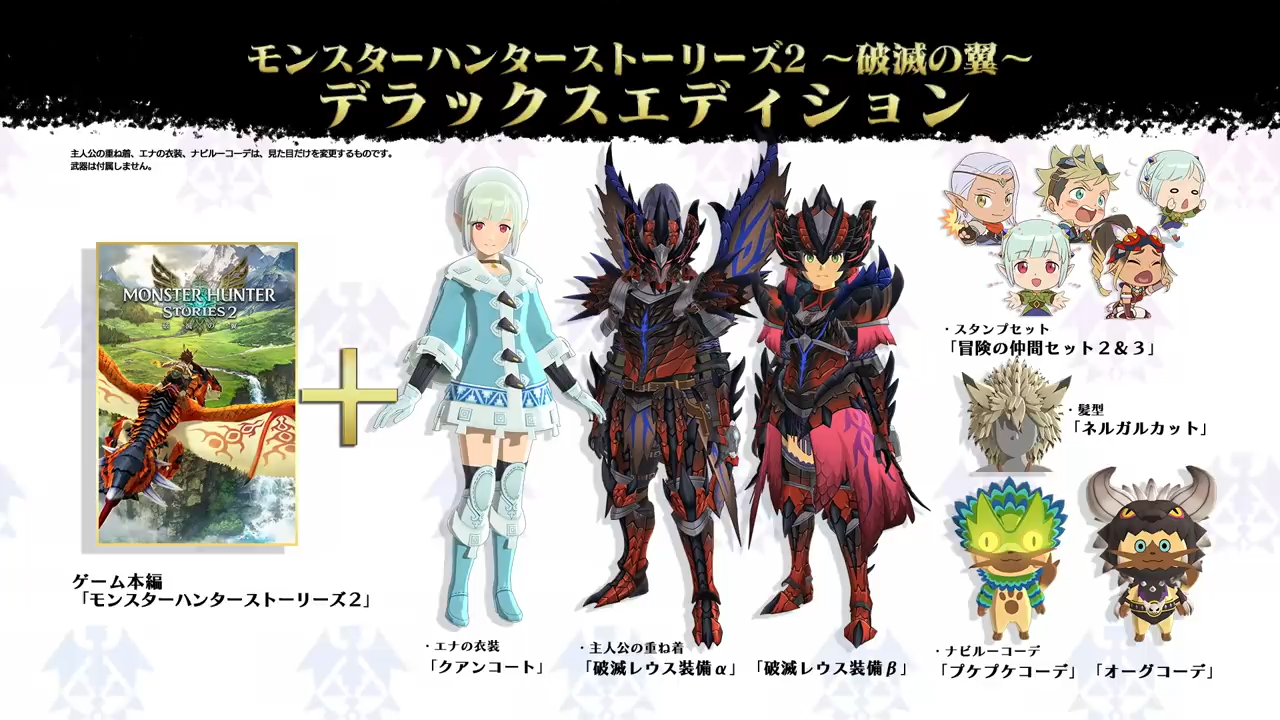 モンスターハンターストーリーズ2 ～破滅の翼～
デラックスエディション
主人公の重ね着、エナの衣装、ナビルーコーデは、見た目だけを変更するものです。
武器は付属しません。
MONSTER HUNTER
STORIES 2
破滅の翼
ゲーム本編
「モンスターハンターストーリーズ2」
・エナの衣装
「クアンコート」
・主人公の重ね着
「破滅レウス装備α」 「破滅レウス装備β」
・スタンプセット
「冒険の仲間セット2＆3」
・髪型
「ネルガルカット」
・ナビルーコーデ
「プケプケコーデ」 「オーグコーデ」